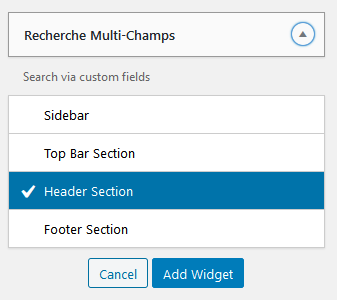 Recherche Multi-Champs
Search via custom fields
Sidebar
Top Bar Section
Header Section
Footer Section
Cancel Add Widget